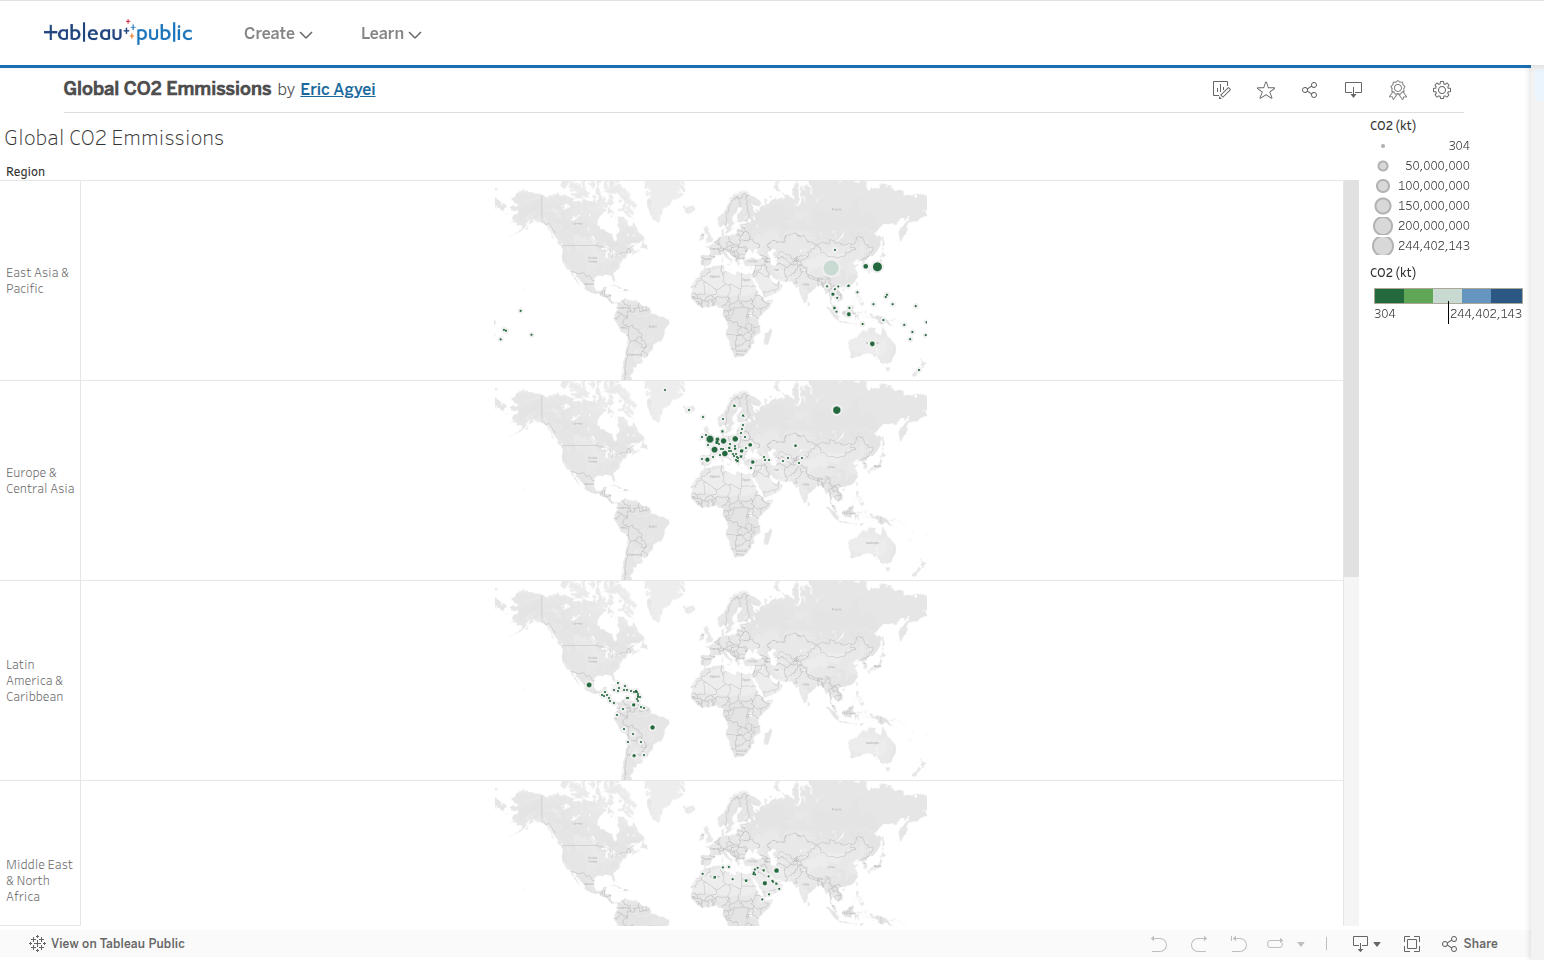 +ableau public
Create
Learn
Global CO2 Emmissions by Eric Agyei
Global CO2 Emmissions
Region
East Asia &
Pacific
Europe &
Central Asia
Latin
America &
Caribbean
Middle East
& North
Africa
CO2 (kt)
304
50,000,000
100,000,000
150,000,000
200,000,000
244,402,143
CO2 (kt)
304
244,402,143
View on Tableau Public
Share